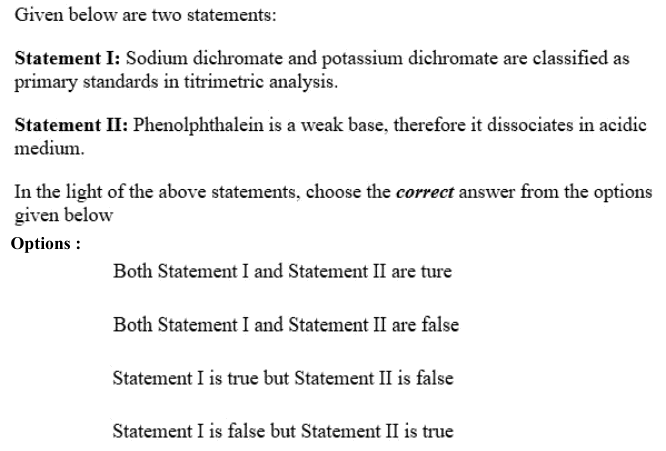 Given below are two statements:
Statement I: Sodium dichromate and potassium dichromate are classified as
primary standards in titrimetric analysis.
Statement II: Phenolphthalein is a weak base, therefore it dissociates in acidic
medium.
In the light of the above statements, choose the correct answer from the options
given below
Options :
Both Statement I and Statement II are ture
Both Statement I and Statement II are false
Statement I is true but Statement II is false
Statement I is false but Statement II is true